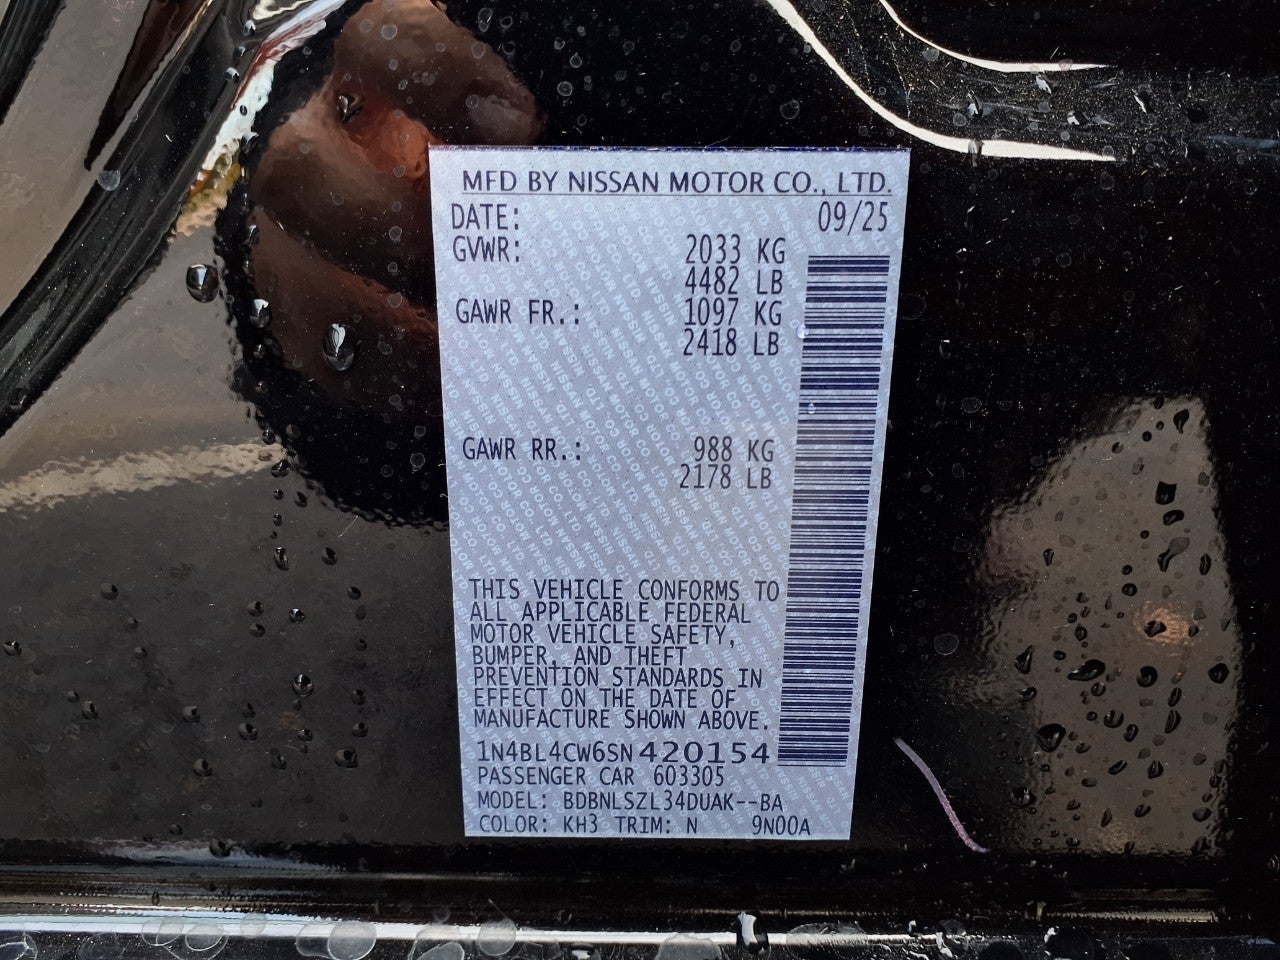 MFD BY NISSAN MOTOR CO., LTD.
DATE: 09/25
GVWR: 2033 KG
4482 LB
GAWR FR.: 1097 KG
2418 LB
GAWR RR.: 988 KG
2178 LB
THIS VEHICLE CONFORMS TO
ALL APPLICABLE FEDERAL
MOTOR VEHICLE SAFETY,
BUMPER, AND THEFT
PREVENTION STANDARDS IN
EFFECT ON THE DATE OF
MANUFACTURE SHOWN ABOVE.
1N4BL4CW6SN420154
PASSENGER CAR 603305
MODEL: BDBNLSZL34DUAK--BA
COLOR: KH3 TRIM: N 9N00A